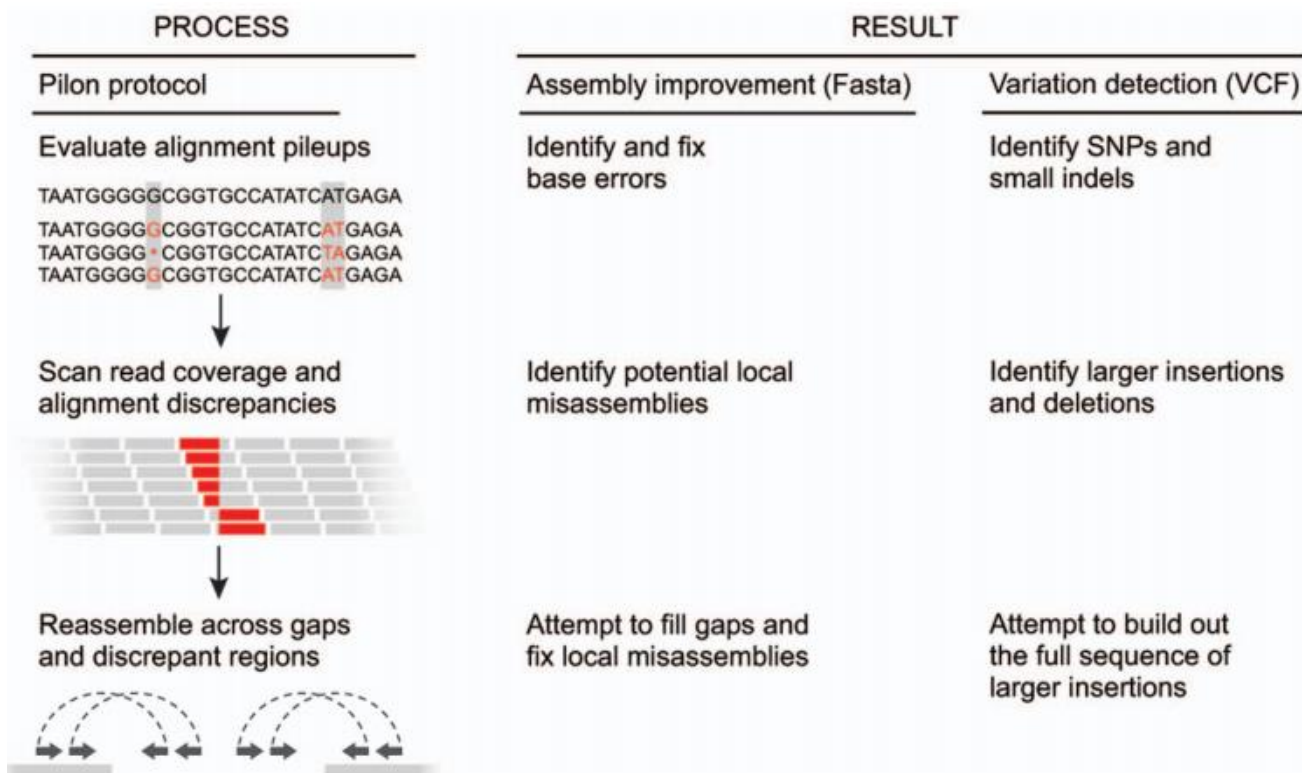 PROCESS
RESULT
Pilon protocol
Assembly improvement (Fasta)
Variation detection (VCF)
Evaluate alignment pileups
Identify and fix
base errors
Identify SNPs and
small indels
TAATGGGGGCGGTGCCATATCATGAGA
TAATGGGGGCGGTGCCATATCATGAGA
TAATGGGG*CGGTGCCATATCTAGAGA
TAATGGGGGCGGTGCCATATCATGAGA
Scan read coverage and
alignment discrepancies
Identify potential local
misassemblies
Identify larger insertions
and deletions
Reassemble across gaps
and discrepant regions
Attempt to fill gaps and
fix local misassemblies
Attempt to build out
the full sequence of
larger insertions